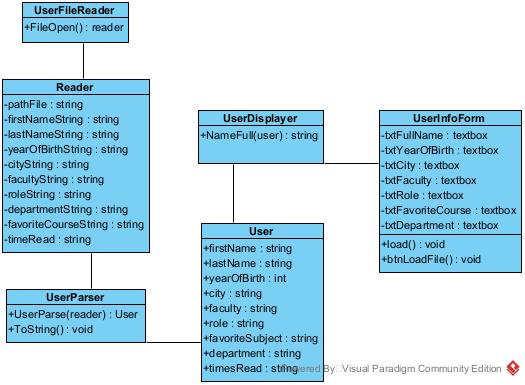 UserFileReader
+FileOpen() : reader
Reader
-pathFile : string
-firstNameString : string
-lastNameString : string
-yearOfBirthString : string
-cityString : string
-facultyString : string
-roleString : string
-departmentString : string
-favoriteCourseString : string
-timeRead : string
UserParser
+UserParse(reader) : User
+ToString() : void
UserDisplayer
+NameFull(user) : string
User
+firstName : string
+lastName : string
+yearOfBirth : int
+city : string
+faculty : string
+role : string
+favoriteSubject : string
+department : string
+timesRead : string
UserInfoForm
-txtFullName : textbox
-txtYearOfBirth : textbox
-txtCity : textbox
-txtFaculty : textbox
-txtRole : textbox
-txtFavoriteCourse : textbox
-txtDepartment : textbox
+load() : void
+btnLoadFile() : void
Powered By Visual Paradigm Community Edition